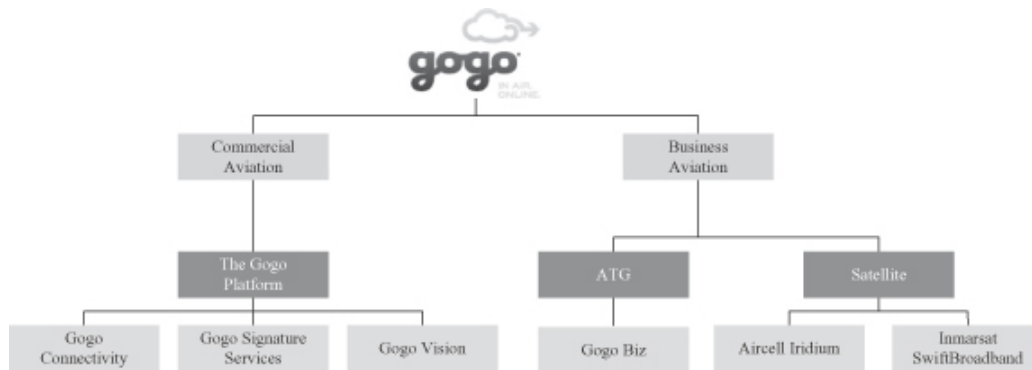 gogo
IN AIR.
ONLINE.
Commercial
Aviation
Business
Aviation
The Gogo
Platform
ATG
Satellite
Gogo
Connectivity
Gogo Signature
Services
Gogo Vision
Gogo Biz
Aircell Iridium
Inmarsat
SwiftBroadband